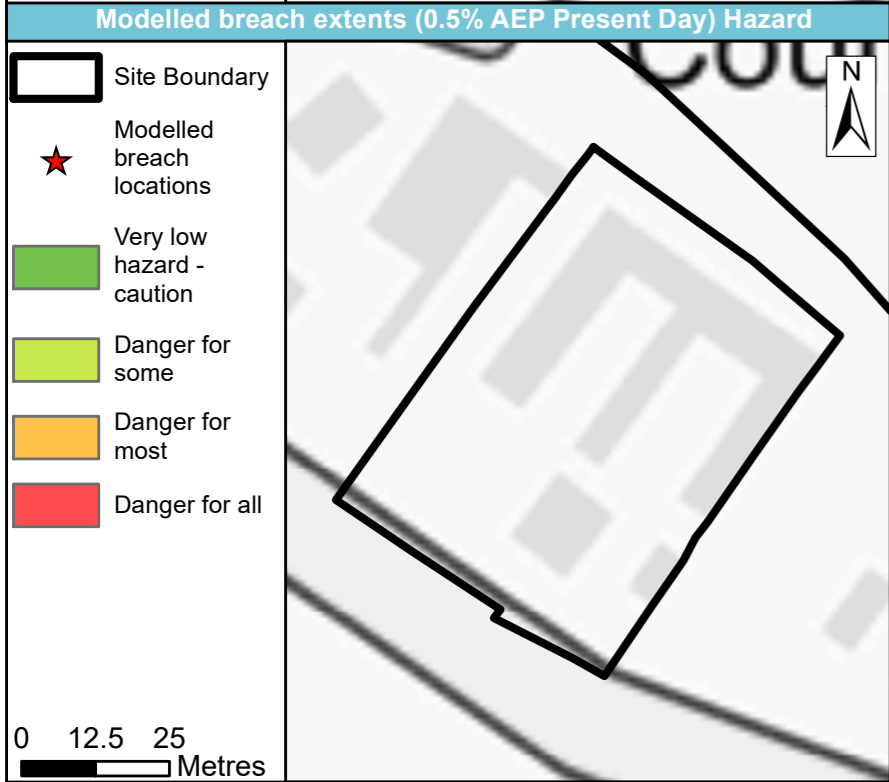 Modelled breach extents (0.5% AEP Present Day) Hazard
Site Boundary
Modelled
breach
locations
Very low
hazard -
caution
Danger for
some
Danger for
most
Danger for all
0 12.5 25
Metres
N